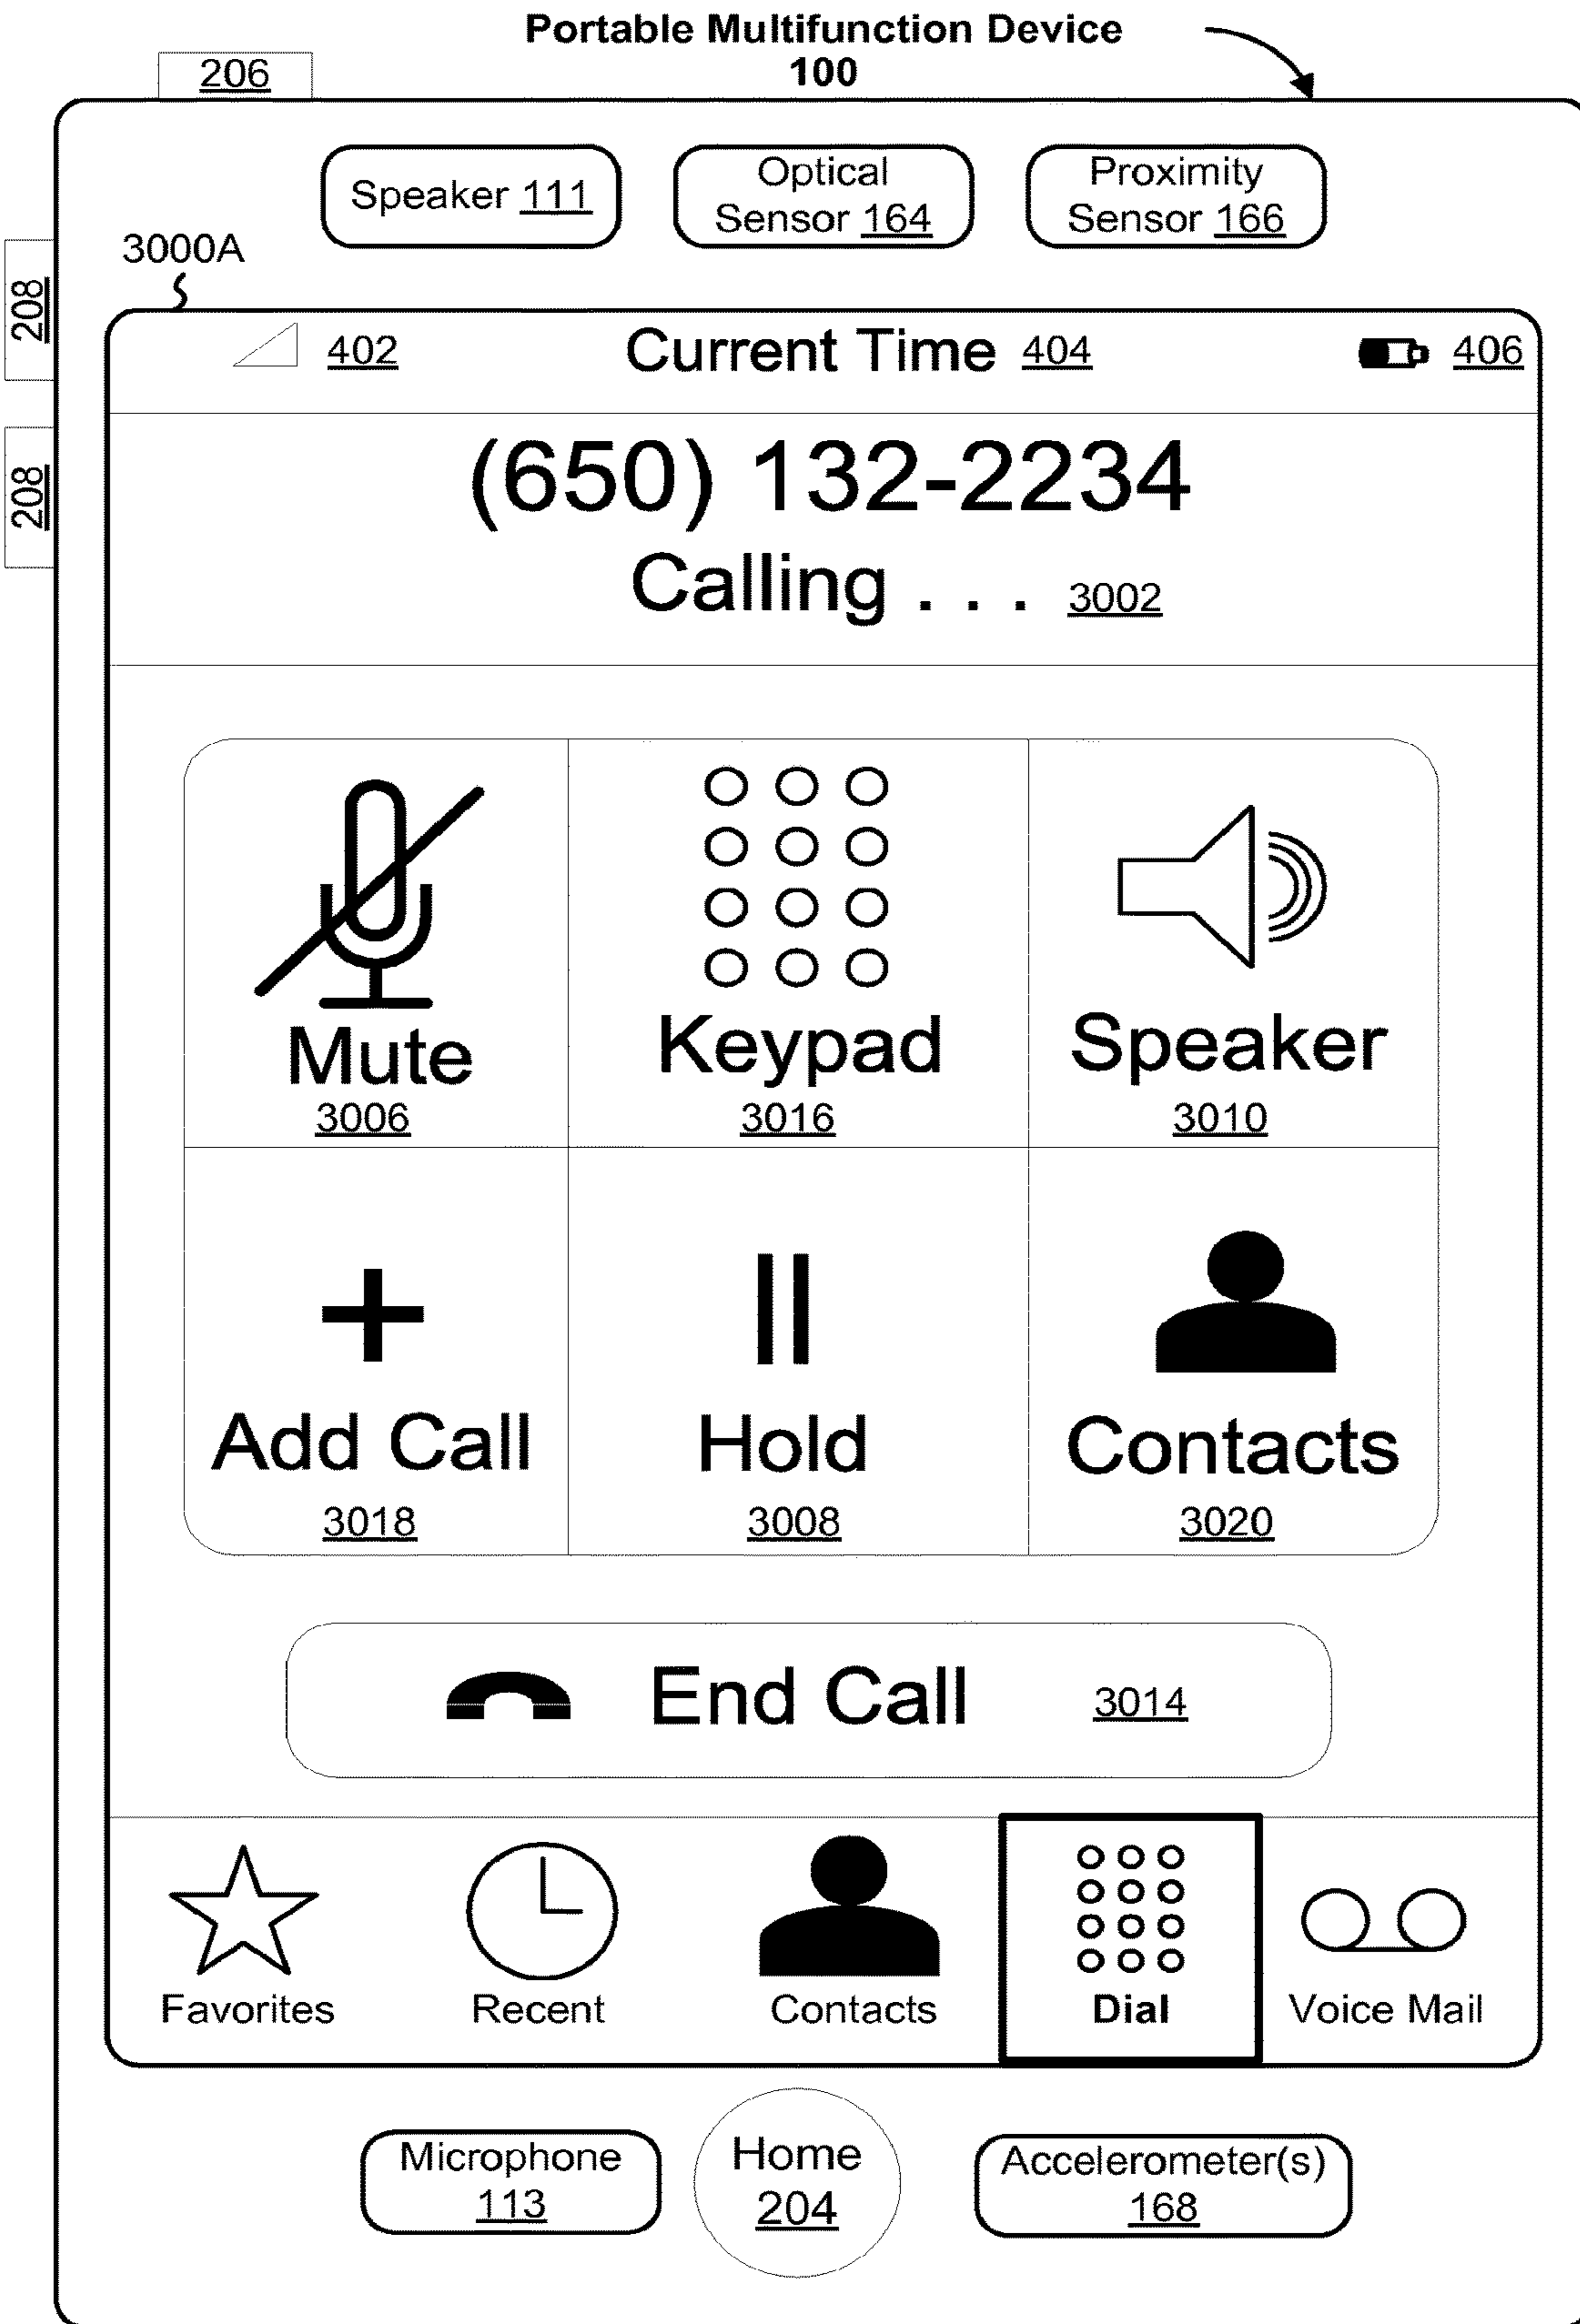 Portable Multifunction Device
100
206
Speaker 111
Optical
Sensor 164
Proximity
Sensor 166
3000A
208
208
402
Current Time 404
406
(650) 132-2234
Calling . . . 3002
Mute
3006
Keypad
3016
Speaker
3010
Add Call
3018
Hold
3008
Contacts
3020
End Call 3014
Favorites
Recent
Contacts
Dial
Voice Mail
Microphone
113
Home
204
Accelerometer(s)
168